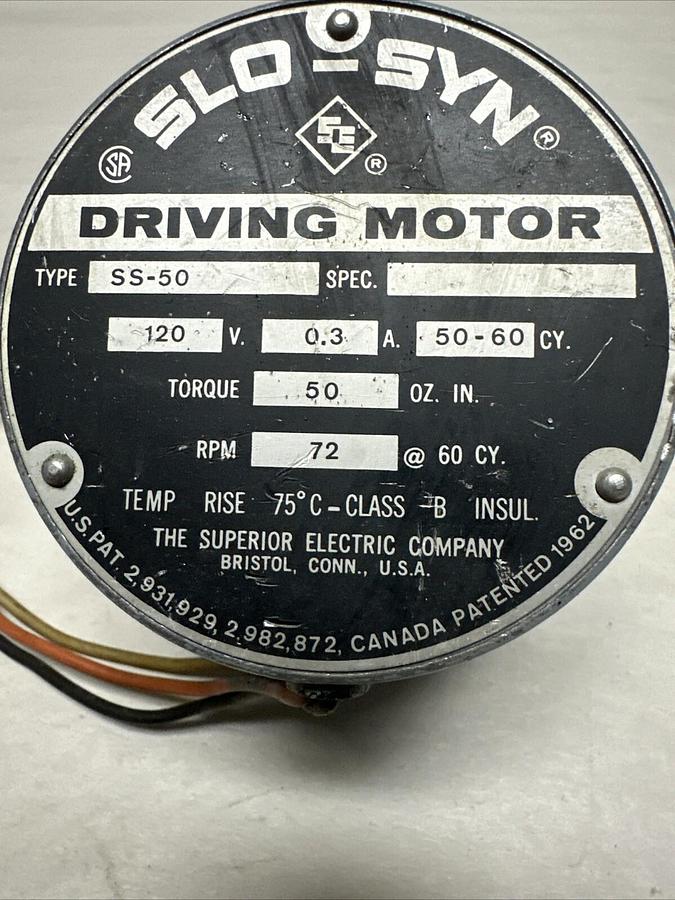 SLO-SYN®
SE ®
SA
DRIVING MOTOR
TYPE SS-50 SPEC.
120 V. 0.3 A. 50-60 CY.
TORQUE 50 OZ. IN.
RPM 72 @ 60 CY.
TEMP RISE 75°C-CLASS B INSUL.
THE SUPERIOR ELECTRIC COMPANY
BRISTOL, CONN., U.S.A.
U.S.PAT. 2,931,929, 2,982,872, CANADA PATENTED 1962